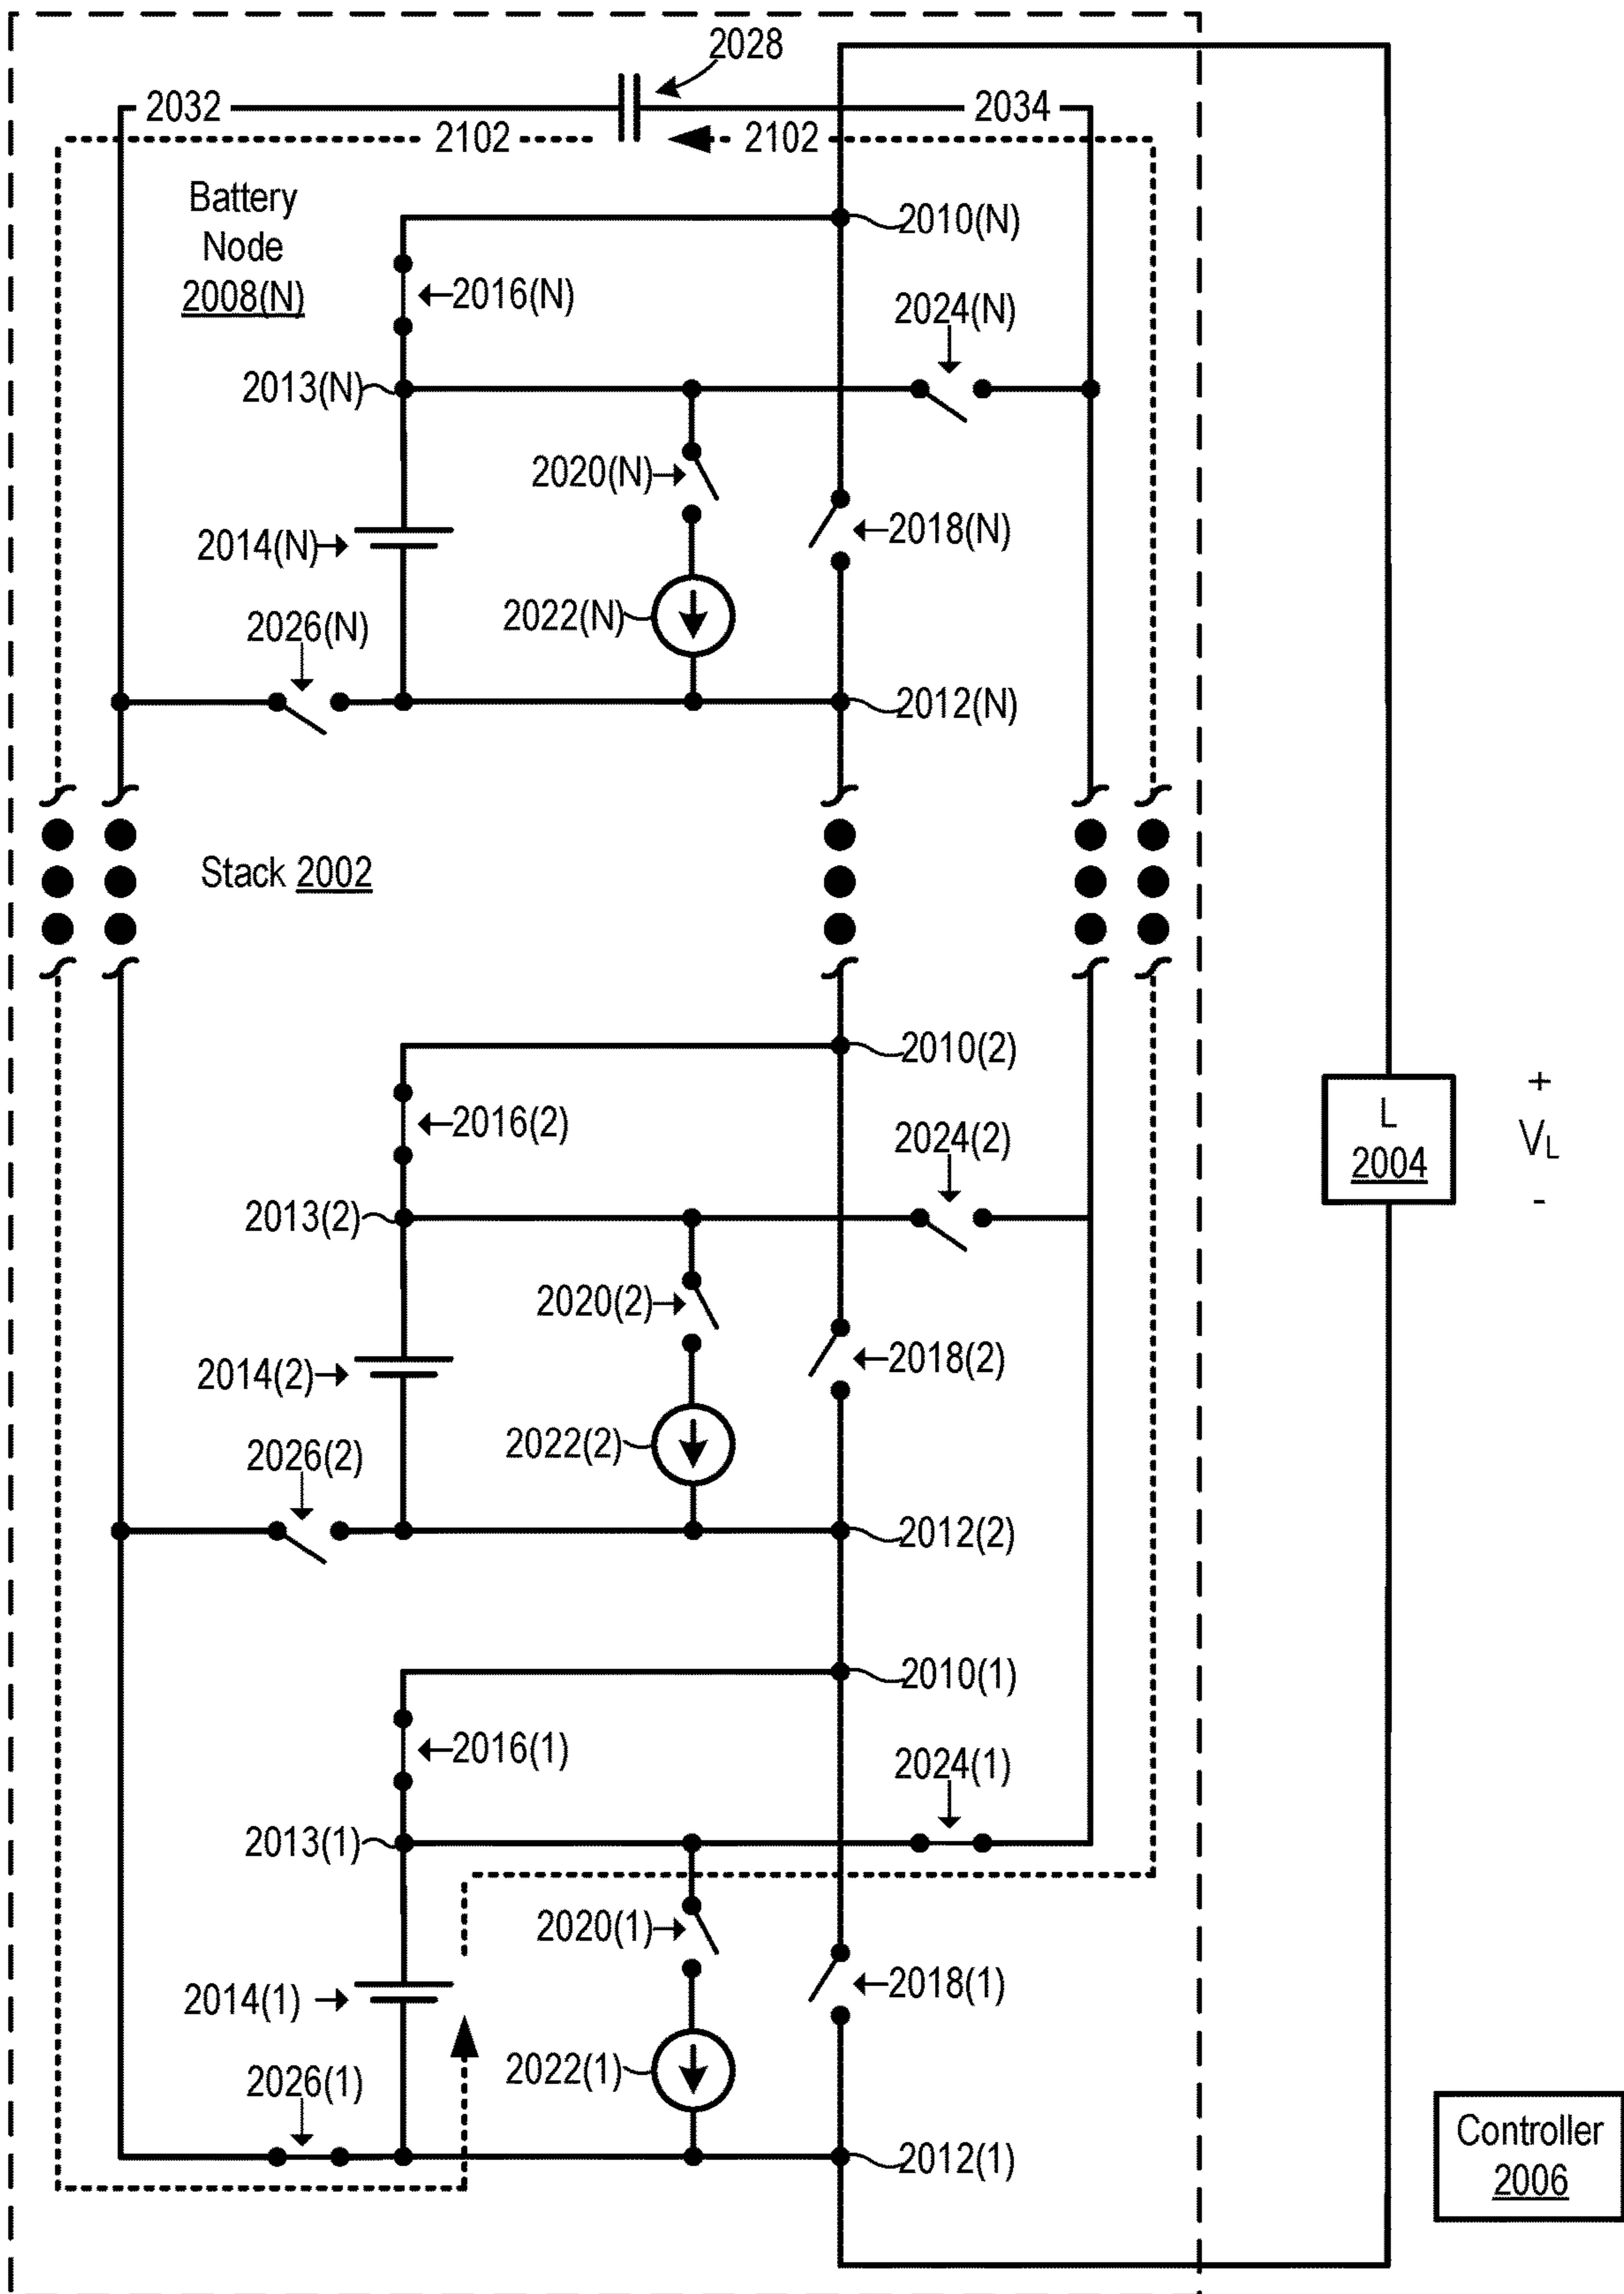 2028
2032
2034
2102
2102
Battery
Node
2008(N)
2010(N)
2016(N)
2024(N)
2013(N)
2020(N)
2014(N)
2018(N)
2022(N)
2026(N)
2012(N)
Stack 2002
2010(2)
2016(2)
2024(2)
2013(2)
2020(2)
2014(2)
2018(2)
2022(2)
2026(2)
2012(2)
L
2004
+
VL
-
2010(1)
2016(1)
2024(1)
2013(1)
2020(1)
2014(1)
2018(1)
2022(1)
2026(1)
2012(1)
Controller
2006